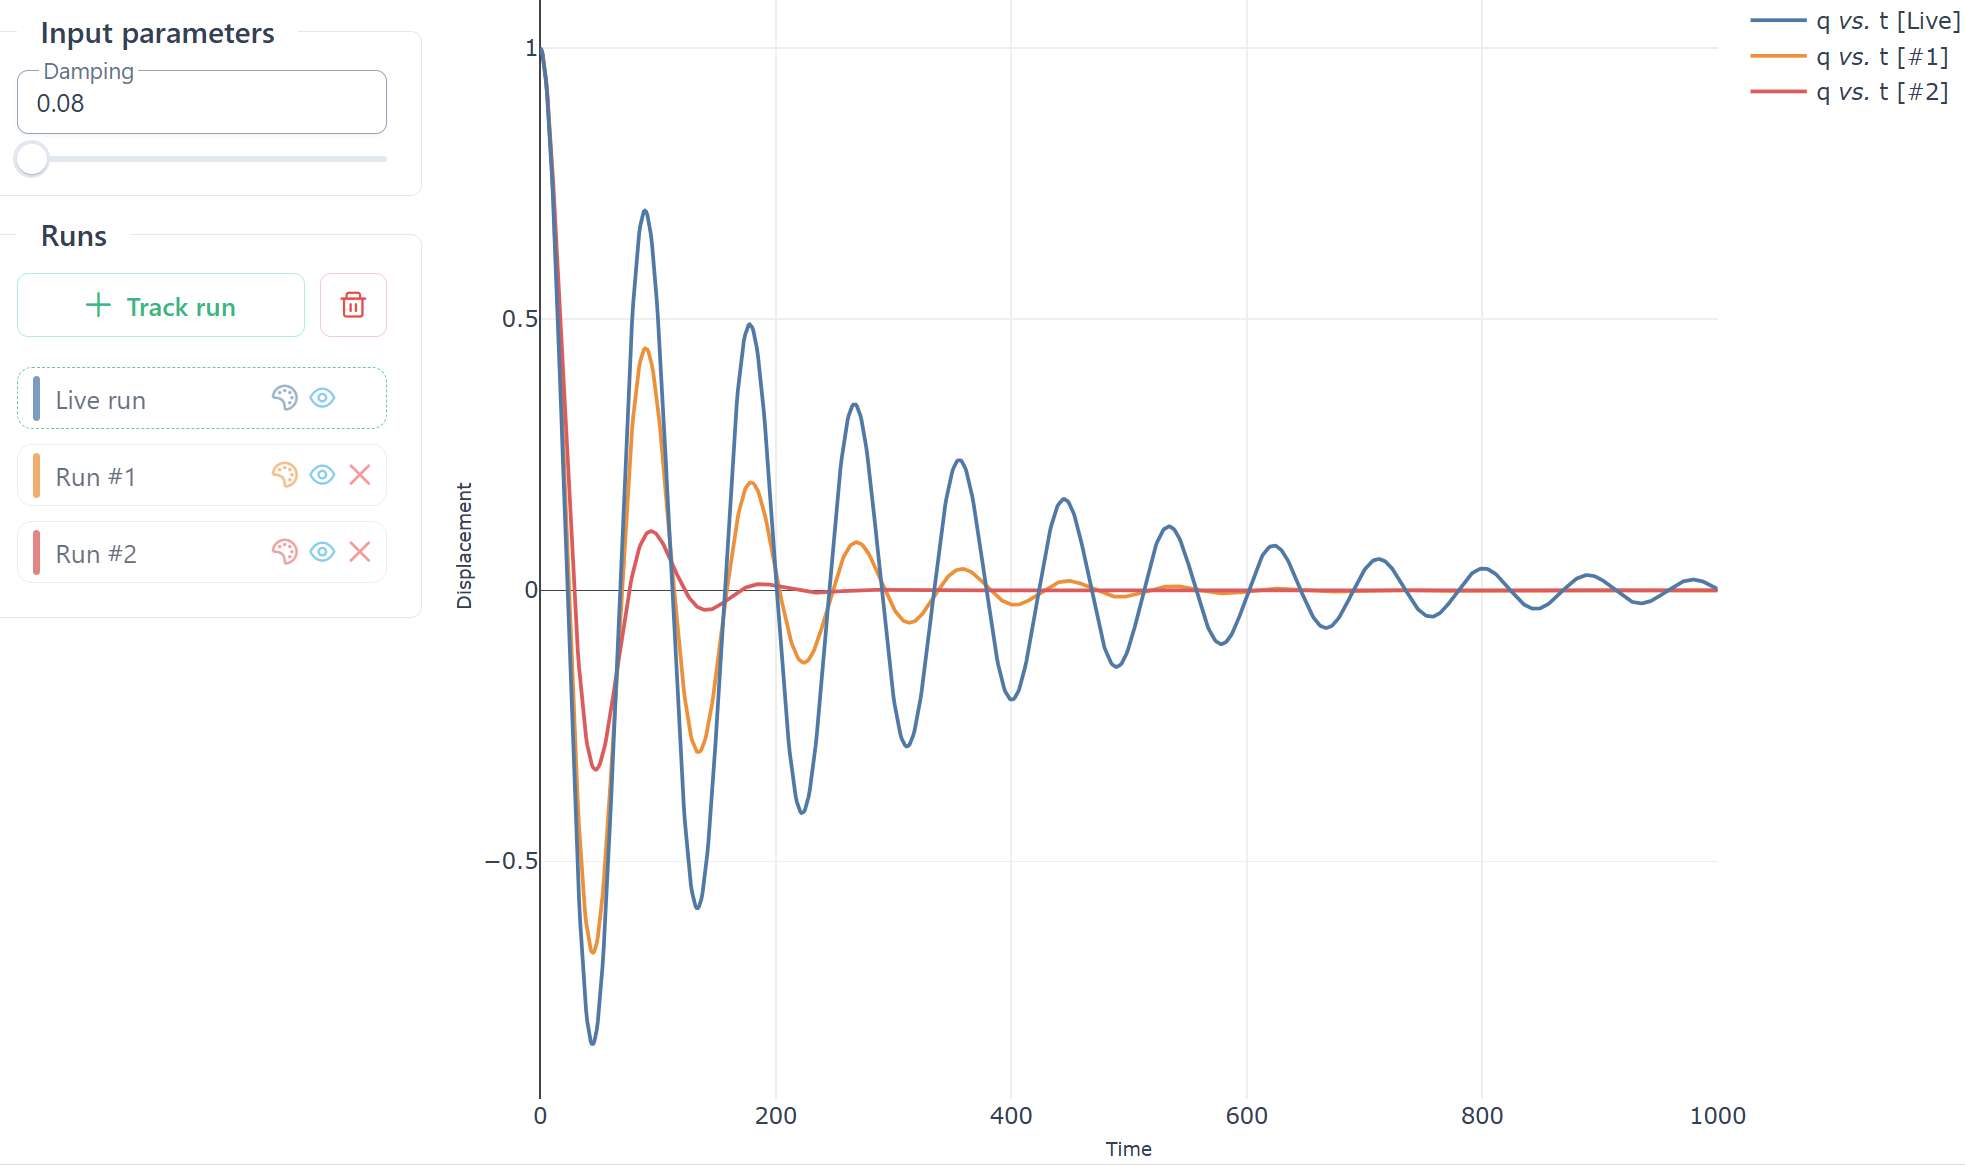 Input parameters
Damping
0.08
Runs
Track run
Live run
Run #1
Run #2
q vs. t [Live]
q vs. t [#1]
q vs. t [#2]
1
0.5
0
−0.5
Displacement
0 200 400 600 800 1000
Time